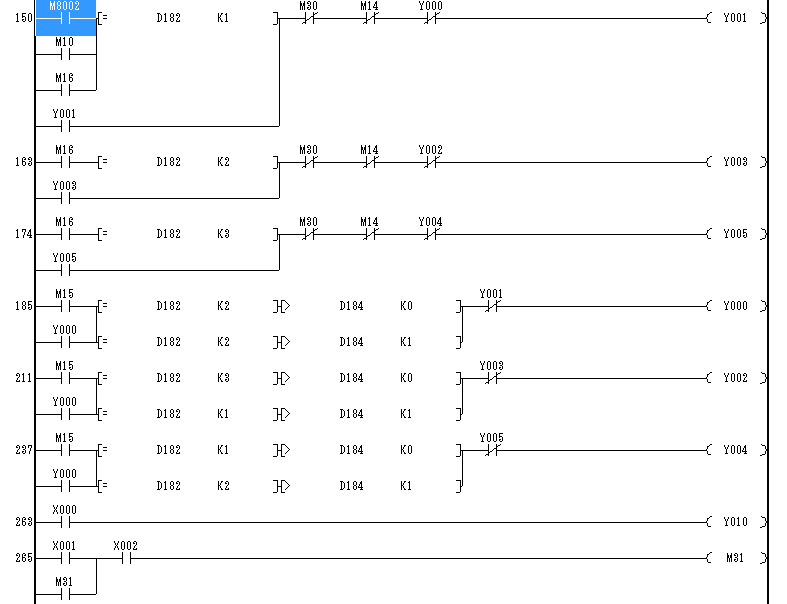 M8002
150 [= D182 K1 ] M30 M14 Y000 ( Y001 )
M10
M16
Y001
163 M16 [= D182 K2 ] M30 M14 Y002 ( Y003 )
Y003
174 M16 [= D182 K3 ] M30 M14 Y004 ( Y005 )
Y005
185 M15 [= D182 K2 ] [> D184 K0 ] Y001 ( Y000 )
Y000 [= D182 K2 ] [> D184 K1 ]
211 M15 [= D182 K3 ] [> D184 K0 ] Y003 ( Y002 )
Y000 [= D182 K1 ] [> D184 K1 ]
237 M15 [= D182 K1 ] [> D184 K0 ] Y005 ( Y004 )
Y000 [= D182 K2 ] [> D184 K1 ]
263 X000 ( Y010 )
265 X001 X002 ( M31 )
M31